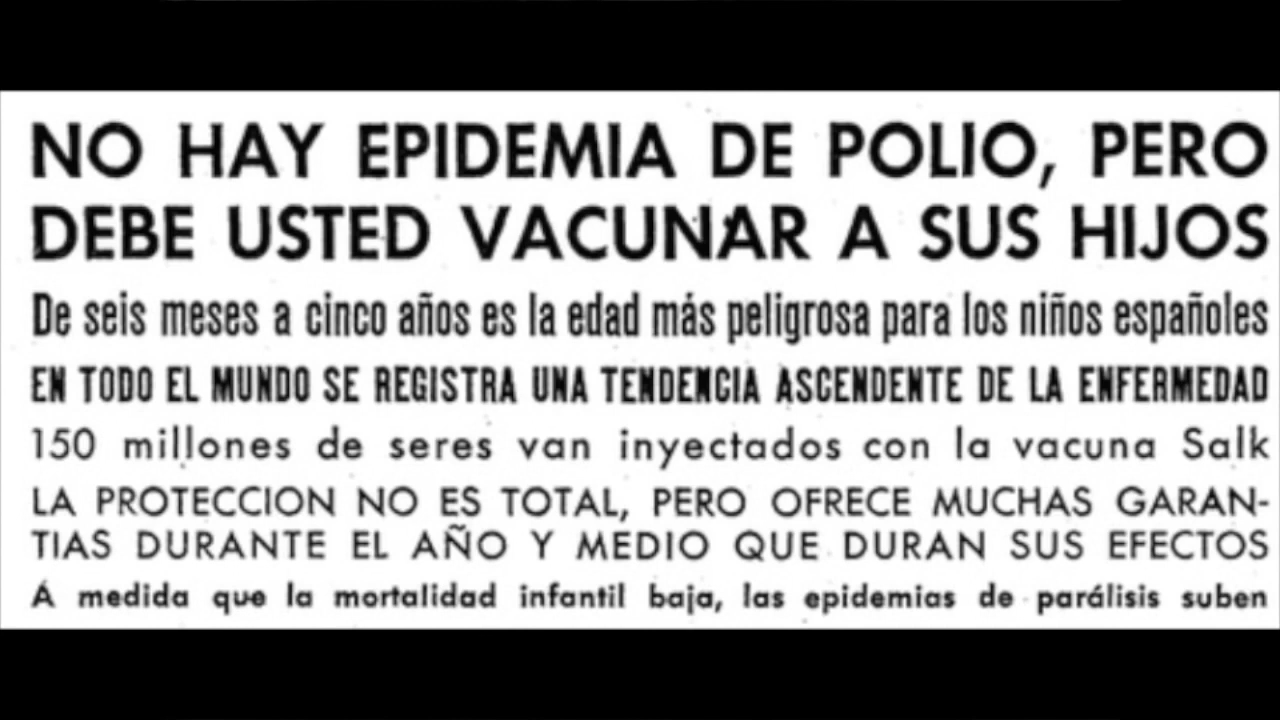 NO HAY EPIDEMIA DE POLIO, PERO
DEBE USTED VACUNAR A SUS HIJOS
De seis meses a cinco años es la edad más peligrosa para los niños españoles
EN TODO EL MUNDO SE REGISTRA UNA TENDENCIA ASCENDENTE DE LA ENFERMEDAD
150 millones de seres van inyectados con la vacuna Salk
LA PROTECCION NO ES TOTAL, PERO OFRECE MUCHAS GARAN-
TIAS DURANTE EL AÑO Y MEDIO QUE DURAN SUS EFECTOS
A medida que la mortalidad infantil baja, las epidemias de parálisis suben